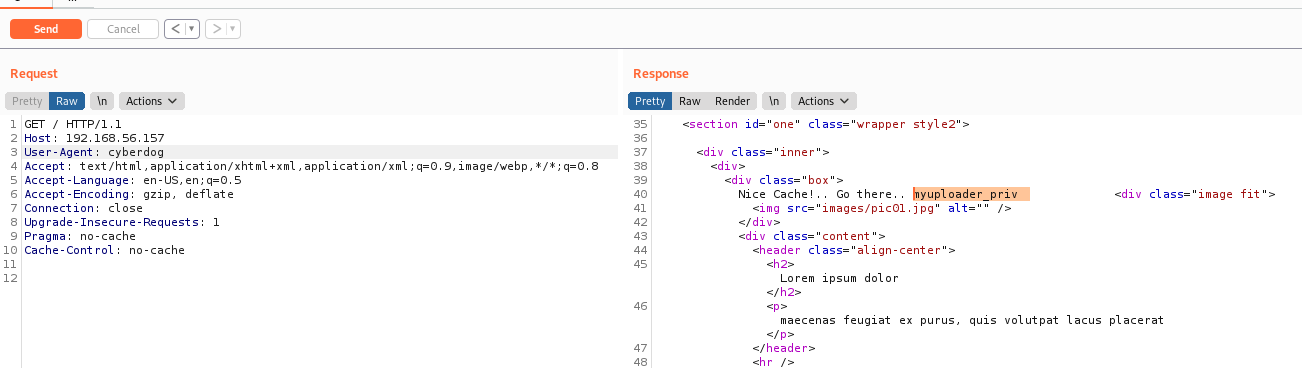 Send Cancel < ▼ > ▼
Request
Pretty Raw \n Actions
1 GET / HTTP/1.1
2 Host: 192.168.56.157
3 User-Agent: cyberdog
4 Accept: text/html,application/xhtml+xml,application/xml;q=0.9,image/webp,*/*;q=0.8
5 Accept-Language: en-US,en;q=0.5
6 Accept-Encoding: gzip, deflate
7 Connection: close
8 Upgrade-Insecure-Requests: 1
9 Pragma: no-cache
10 Cache-Control: no-cache
11
12
Response
Pretty Raw Render \n Actions
35 <section id="one" class="wrapper style2">
36
37 <div class="inner">
38 <div>
39 <div class="box">
40 Nice Cache!.. Go there.. myuploader_priv <div class="image fit">
41 <img src="images/pic01.jpg" alt="" />
42 </div>
43 <div class="content">
44 <header class="align-center">
45 <h2>
Lorem ipsum dolor
</h2>
46 <p>
maecenas feugiat ex purus, quis volutpat lacus placerat
</p>
47 </header>
48 <hr />